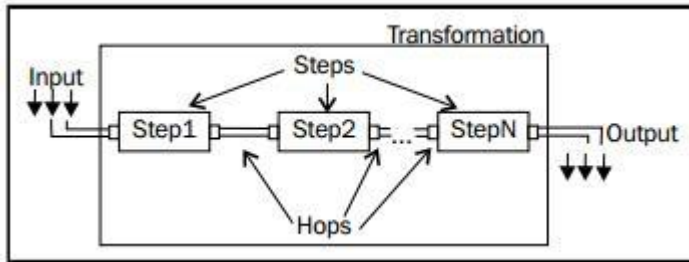 Transformation
Steps
Input
Step1
Step2
...
StepN
Output
Hops